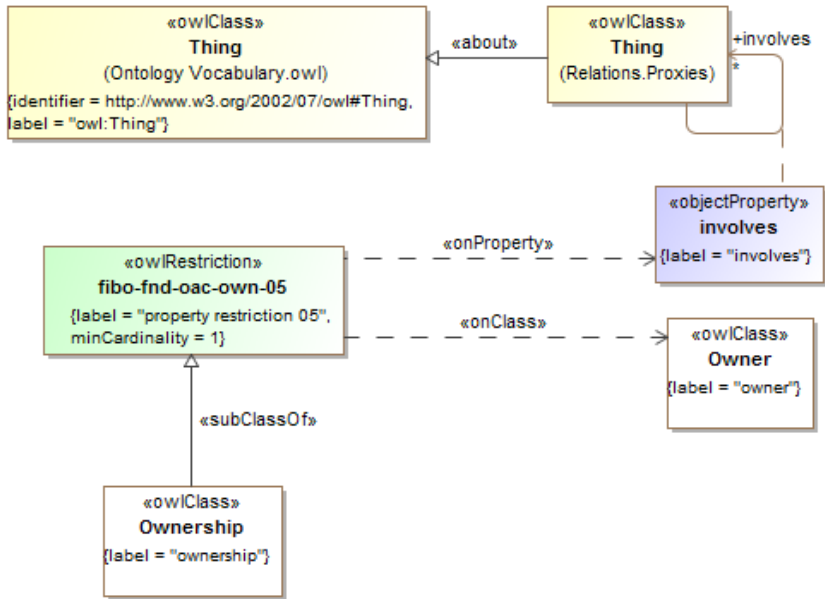 «owlClass»
Thing
(Ontology Vocabulary.owl)
{identifier = http://www.w3.org/2002/07/owl#Thing,
label = "owl:Thing"}
«about»
«owlClass»
Thing
(Relations.Proxies)
+involves
*
«objectProperty»
involves
{label = "involves"}
«onProperty»
«owlRestriction»
fibo-fnd-oac-own-05
{label = "property restriction 05",
minCardinality = 1}
«onClass»
«owlClass»
Owner
{label = "owner"}
«subClassOf»
«owlClass»
Ownership
{label = "ownership"}